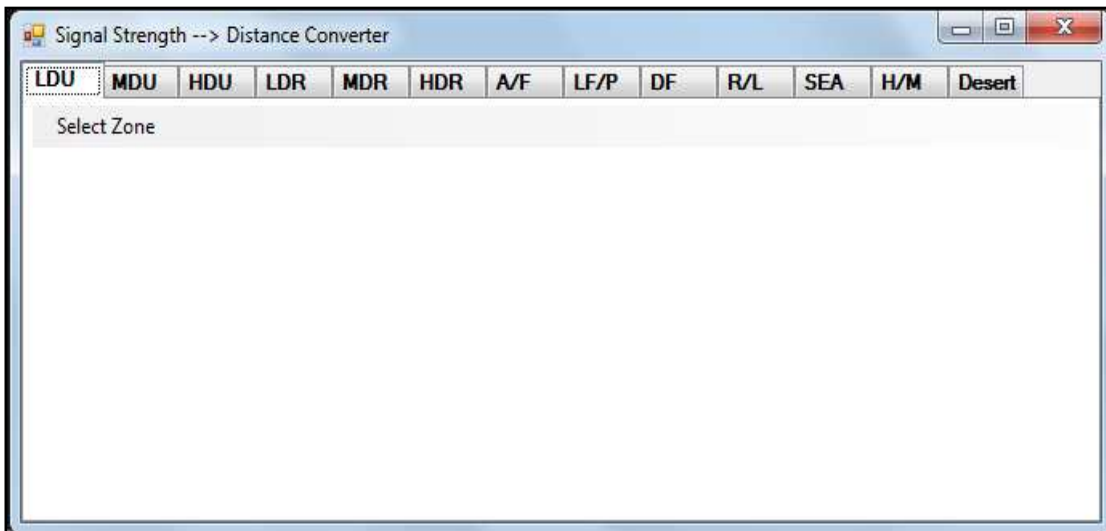 Signal Strength --> Distance Converter
LDU MDU HDU LDR MDR HDR A/F LF/P DF R/L SEA H/M Desert
Select Zone